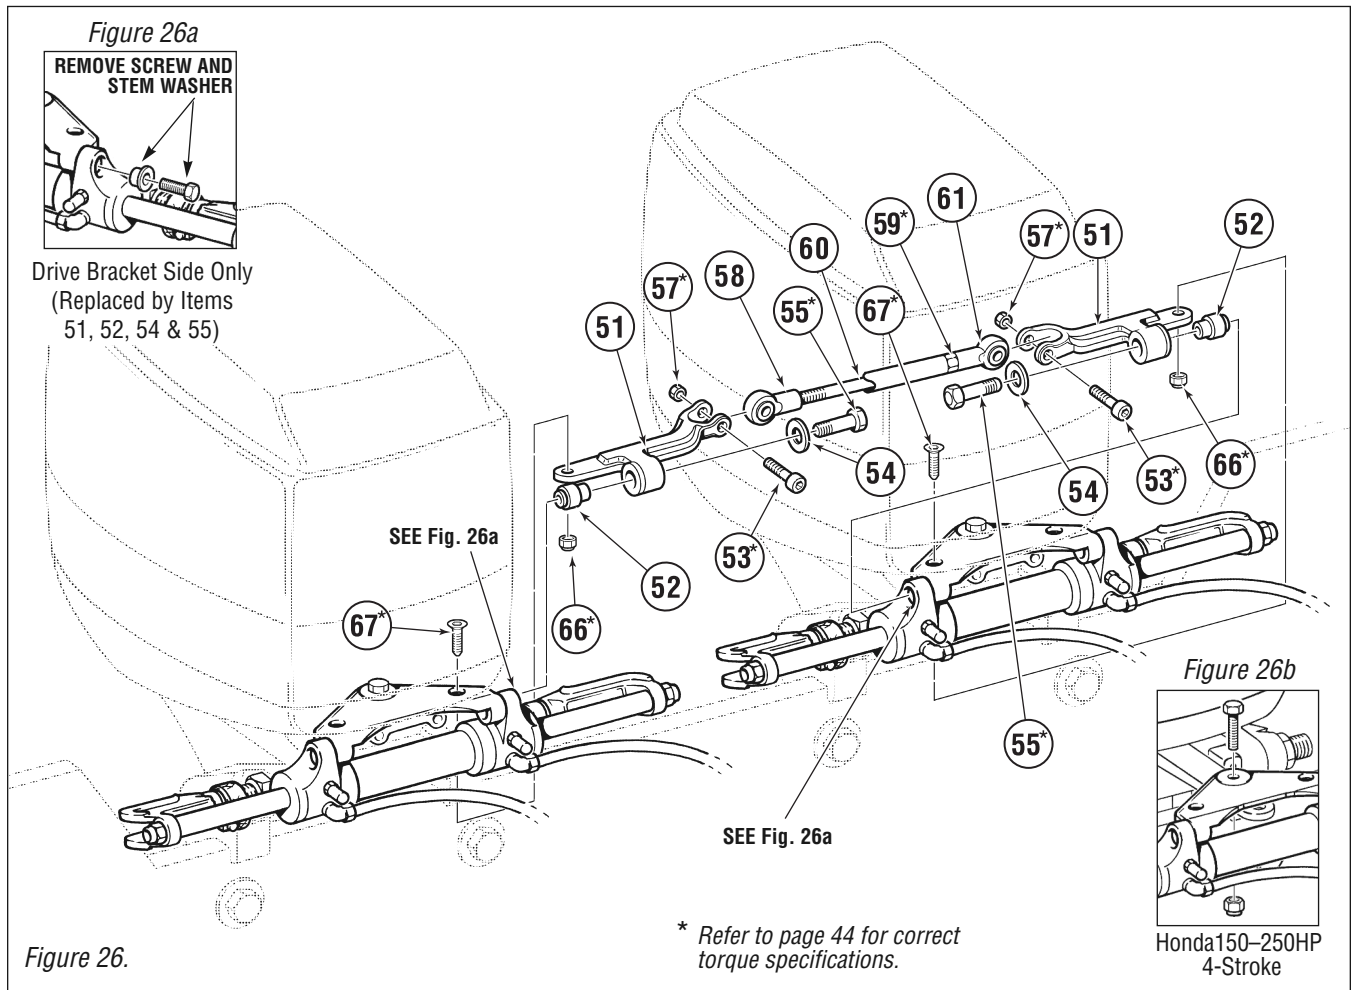 Figure 26a
REMOVE SCREW AND
STEM WASHER
Drive Bracket Side Only
(Replaced by Items
51, 52, 54 & 55)
61
59*
57*
51
52
60
58
55*
67*
57*
51
54
53*
66*
54
53*
SEE Fig. 26a
52
66*
67*
55*
SEE Fig. 26a
Figure 26b
Honda150–250HP
4-Stroke
* Refer to page 44 for correct
torque specifications.
Figure 26.